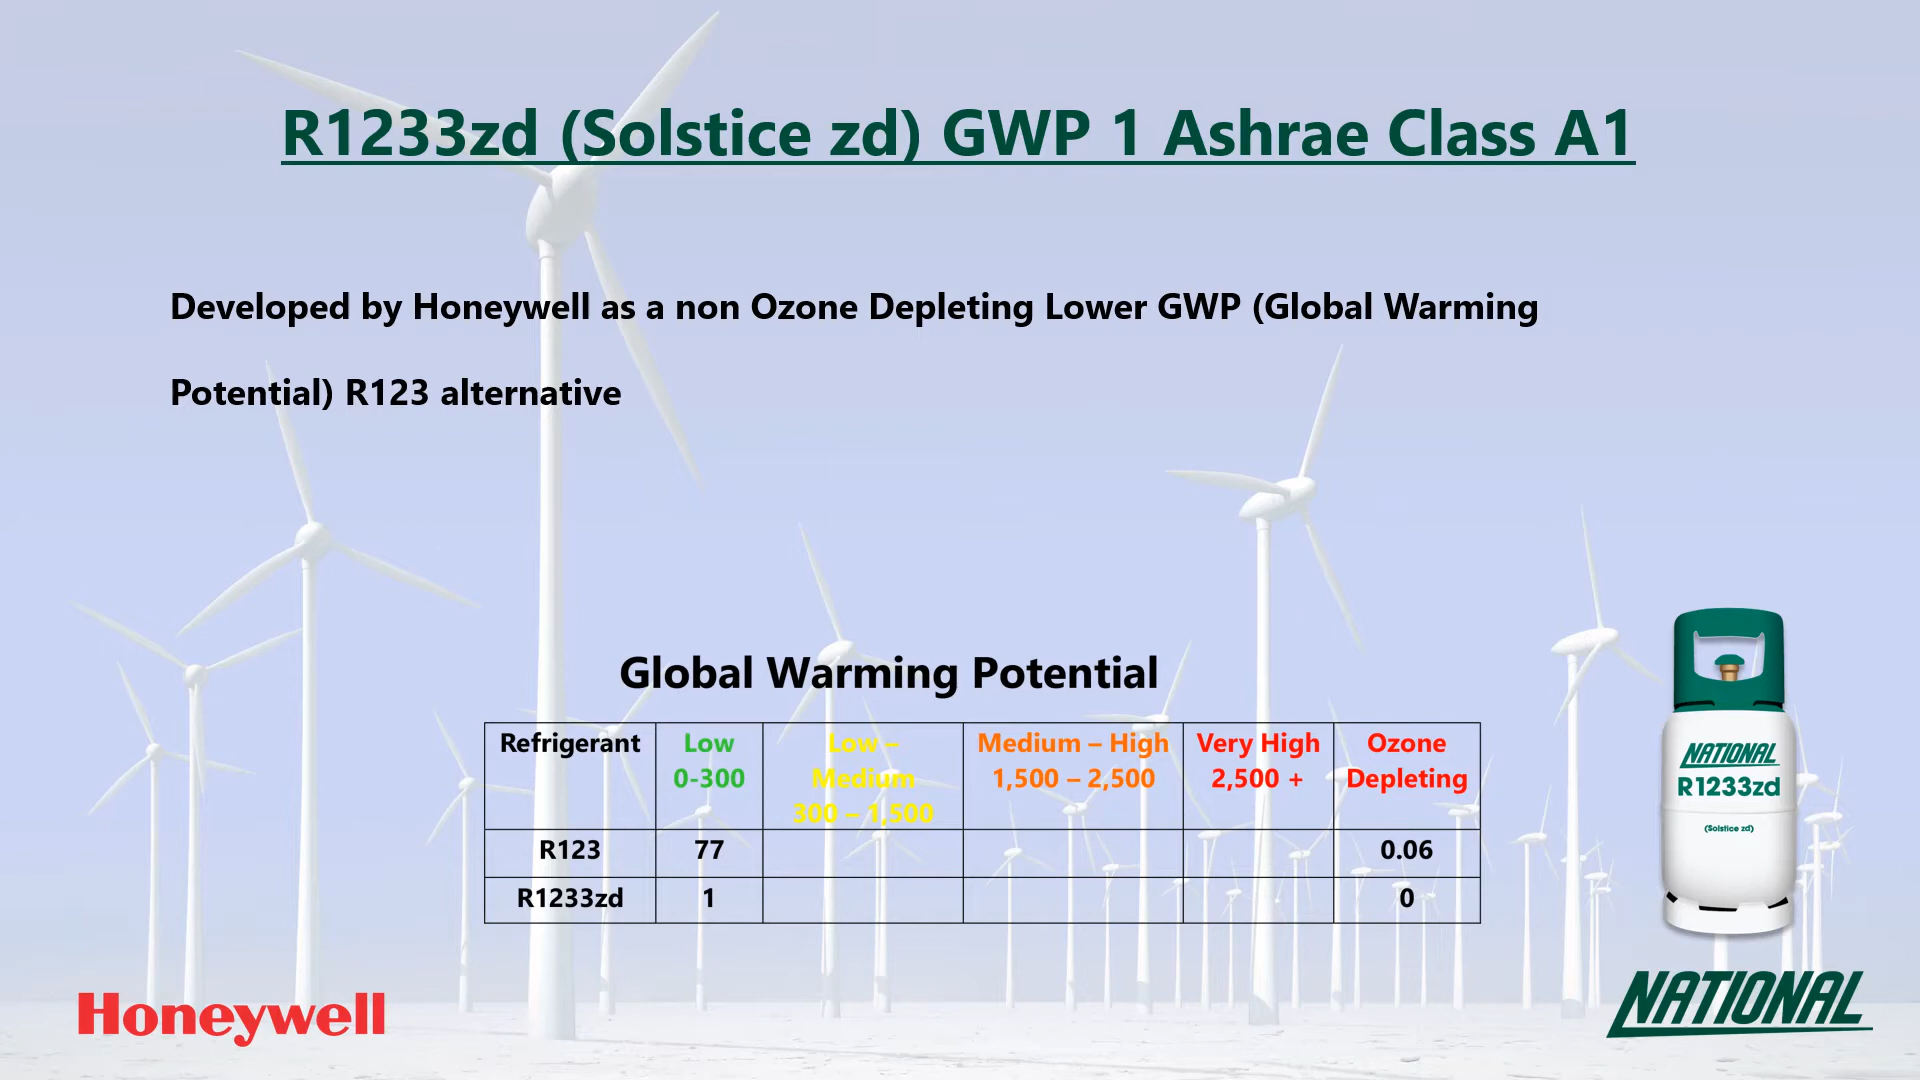 R1233zd (Solstice zd) GWP 1 Ashrae Class A1
Developed by Honeywell as a non Ozone Depleting Lower GWP (Global Warming
Potential) R123 alternative
Global Warming Potential
Refrigerant
Low
0-300
Low –
Medium
300 – 1,500
Medium – High
1,500 – 2,500
Very High
2,500 +
Ozone
Depleting
R123 77 0.06
R1233zd 1 0
NATIONAL
R1233zd
(Solstice zd)
Honeywell
NATIONAL